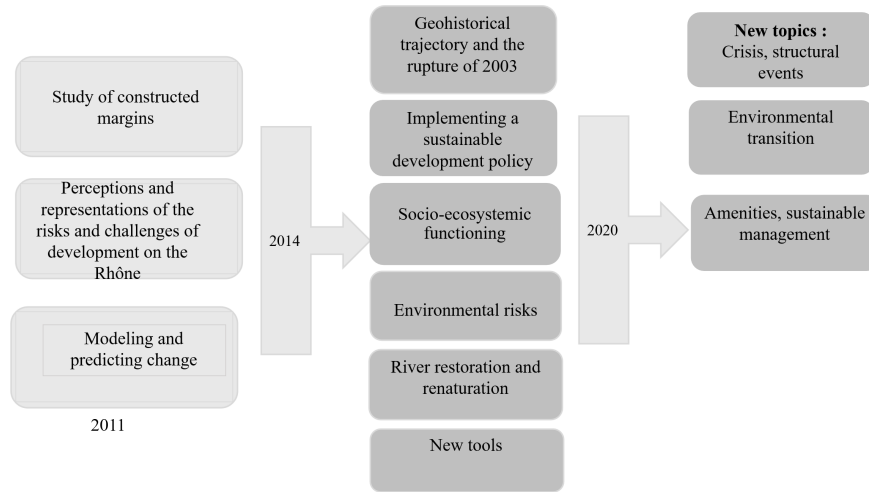 Study of constructed
margins
Perceptions and
representations of the
risks and challenges of
development on the
Rhône
Modeling and
predicting change
2011
2014
Geohistorical
trajectory and the
rupture of 2003
Implementing a
sustainable
development policy
Socio-ecosystemic
functioning
Environmental risks
River restoration and
renaturation
New tools
2020
New topics :
Crisis, structural
events
Environmental
transition
Amenities, sustainable
management